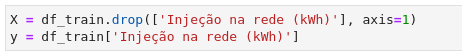 X = df_train.drop(['Injeção na rede (kWh)'], axis=1)
y = df_train['Injeção na rede (kWh)']